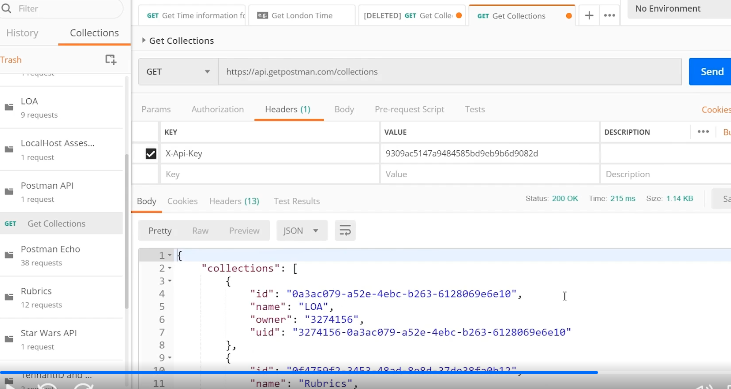 Filter
GET Get Time information fo
Get London Time
[DELETED] GET Get Colle
GET Get Collections
No Environment
History
Collections
Get Collections
Trash
1 request
GET
https://api.getpostman.com/collections
Send
LOA
9 requests
Params Authorization Headers (1) Body Pre-request Script Tests
Cookies
KEY VALUE DESCRIPTION
Bu
LocalHost Asses...
1 request
X-Api-Key 9309ac5147a9484585bd9eb9b6d9082d
Key Value Description
Postman API
1 request
Body Cookies Headers (13) Test Results
Status: 200 OK Time: 215 ms Size: 1.14 KB
Sa
GET Get Collections
Pretty Raw Preview JSON
Postman Echo
38 requests
Rubrics
12 requests
Star Wars API
1 request
TennantID and ...
1 {
2 "collections": [
3 {
4 "id": "0a3ac079-a52e-4ebc-b263-6128069e6e10",
5 "name": "LOA",
6 "owner": "3274156",
7 "uid": "3274156-0a3ac079-a52e-4ebc-b263-6128069e6e10"
8 },
9 {
10
11 "name": "Rubrics",